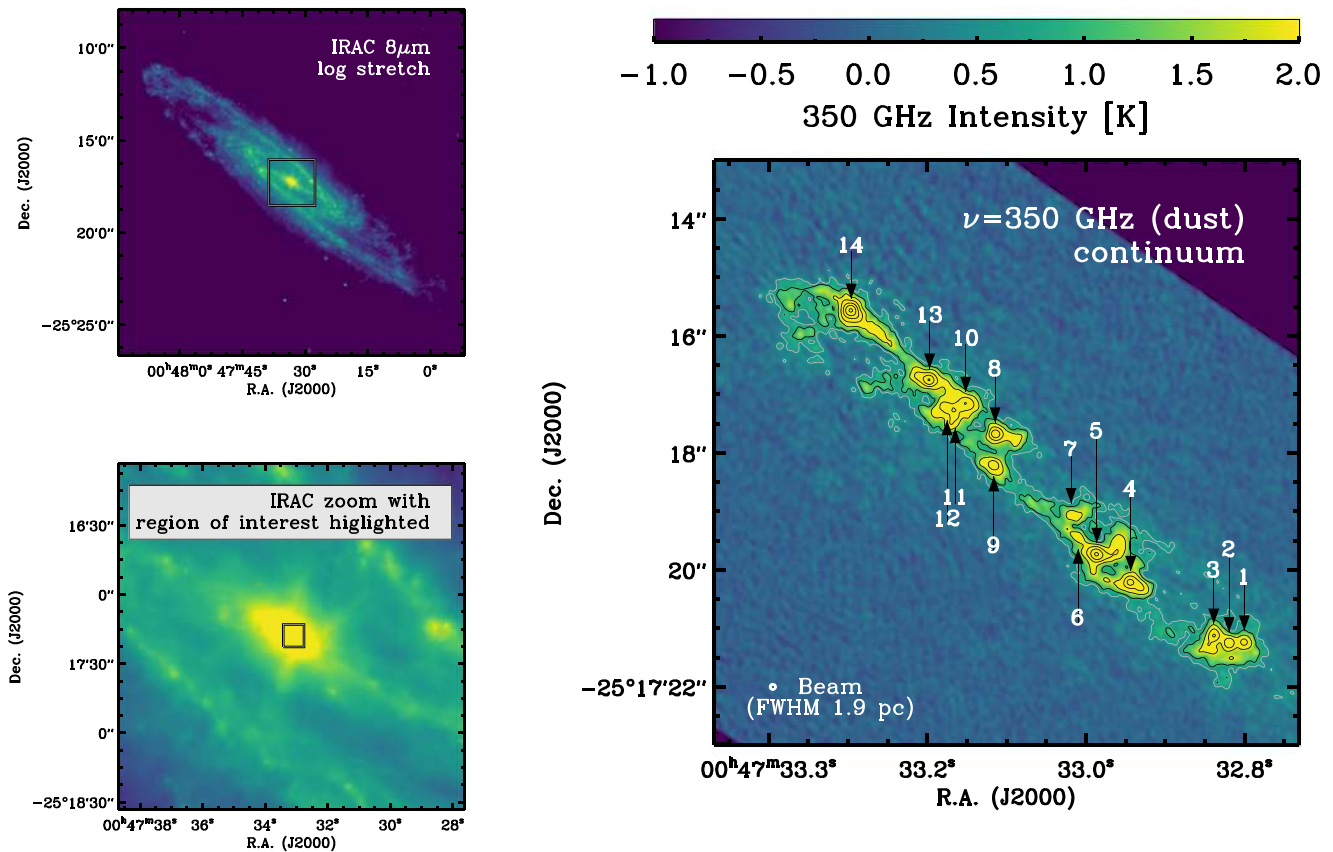 IRAC 8μm
log stretch
10′0″
15′0″
20′0″
−25°25′0″
00ʰ48ᵐ0ˢ 47ᵐ45ˢ 30ˢ 15ˢ 0ˢ
R.A. (J2000)
Dec. (J2000)
IRAC zoom with
region of interest higlighted
16′30″
0″
17′30″
0″
−25°18′30″
00ʰ47ᵐ38ˢ 36ˢ 34ˢ 32ˢ 30ˢ 28ˢ
R.A. (J2000)
Dec. (J2000)
−1.0 −0.5 0.0 0.5 1.0 1.5 2.0
350 GHz Intensity [K]
ν=350 GHz (dust)
continuum
14
13
10
8
5
7
4
11
12
9
2
3 1
6
Beam
(FWHM 1.9 pc)
14″
16″
18″
20″
−25°17′22″
00ʰ47ᵐ33.3ˢ 33.2ˢ 33.0ˢ 32.8ˢ
R.A. (J2000)
Dec. (J2000)